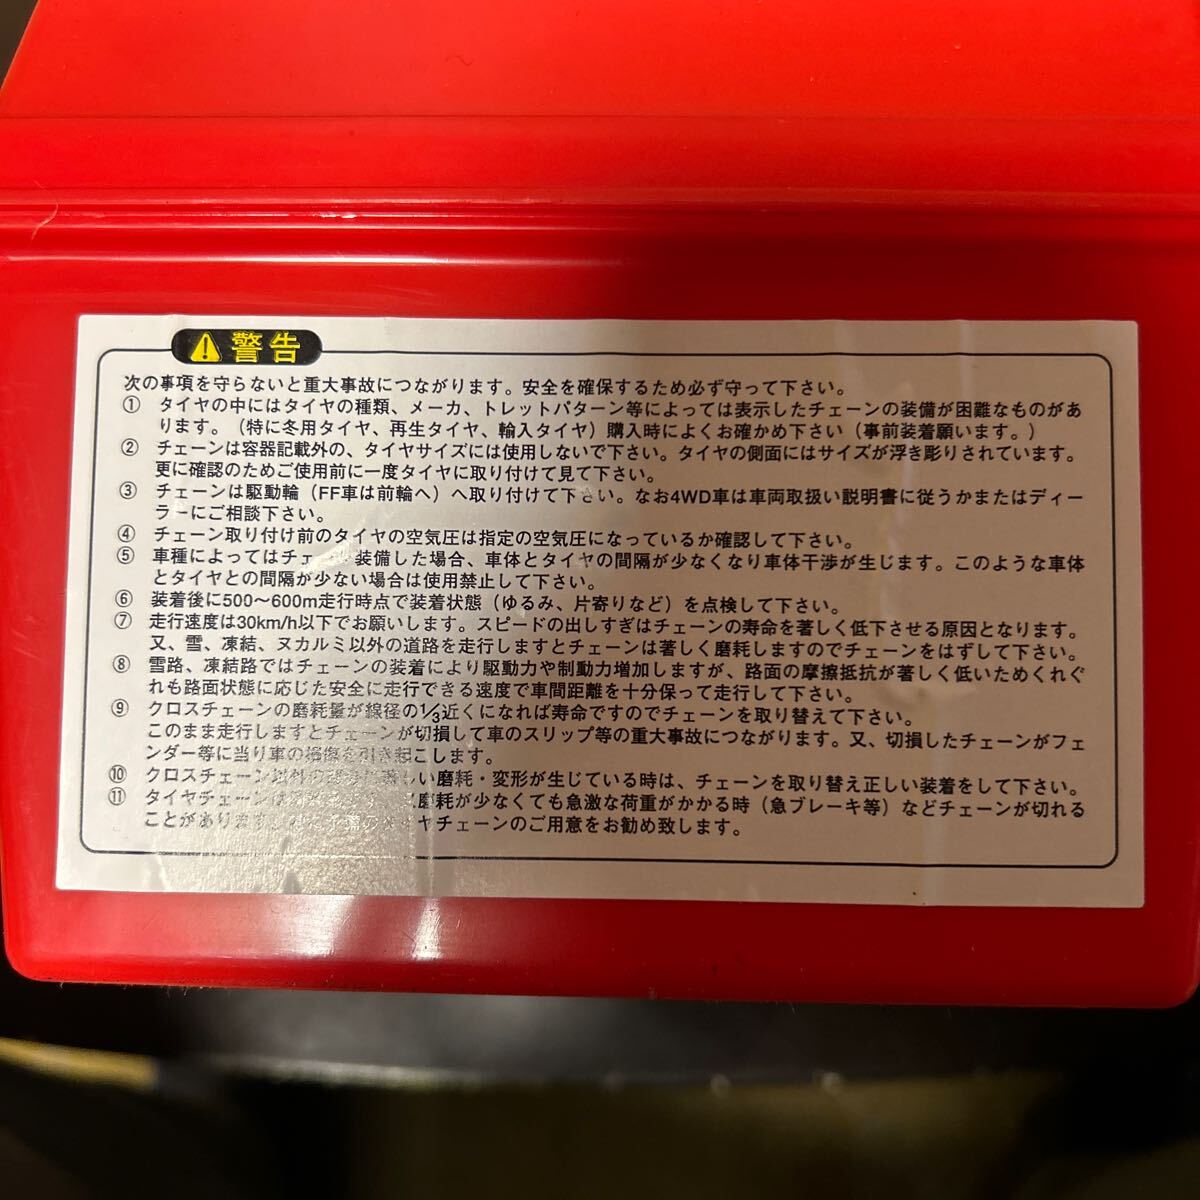 警告
次の事項を守らないと重大事故につながります。安全を確保するため必ず守って下さい。
① タイヤの中にはタイヤの種類、メーカ、トレットパターン等によっては表示したチェーンの装備が困難なものがあ
ります。（特に冬用タイヤ、再生タイヤ、輸入タイヤ）購入時によくお確かめ下さい（事前装着願います。）
② チェーンは容器記載外の、タイヤサイズには使用しないで下さい。タイヤの側面にはサイズが浮き彫りされています。
更に確認のためご使用前に一度タイヤに取り付けて見て下さい。
③ チェーンは駆動輪（FF車は前輪へ）へ取り付けて下さい。なお4WD車は車両取扱い説明書に従うかまたはディー
ラーにご相談下さい。
④ チェーン取り付け前のタイヤの空気圧は指定の空気圧になっているか確認して下さい。
⑤ 車種によってはチェーン装備した場合、車体とタイヤの間隔が少なくなり車体干渉が生じます。このような車体
とタイヤとの間隔が少ない場合は使用禁止して下さい。
⑥ 装着後に500〜600m走行時点で装着状態（ゆるみ、片寄りなど）を点検して下さい。
⑦ 走行速度は30km/h以下でお願いします。スピードの出しすぎはチェーンの寿命を著しく低下させる原因となります。
又、雪、凍結、ヌカルミ以外の道路を走行しますとチェーンは著しく磨耗しますのでチェーンをはずして下さい。
⑧ 雪路、凍結路ではチェーンの装着により駆動力や制動力増加しますが、路面の摩擦抵抗が著しく低いためくれぐ
れも路面状態に応じた安全に走行できる速度で車間距離を十分保って走行して下さい。
⑨ クロスチェーンの磨耗量が線径の1/3近くになれば寿命ですのでチェーンを取り替えて下さい。
このまま走行しますとチェーンが切損して車のスリップ等の重大事故につながります。又、切損したチェーンがフェ
ンダー等に当り車の損傷を引き起こします。
⑩ クロスチェーン以外の しい磨耗・変形が生じている時は、チェーンを取り替え正しい装着をして下さい。
⑪ タイヤチェーンは 磨耗が少なくても急激な荷重がかかる時（急ブレーキ等）などチェーンが切れる
ことがあります。 チェーンのご用意をお勧め致します。